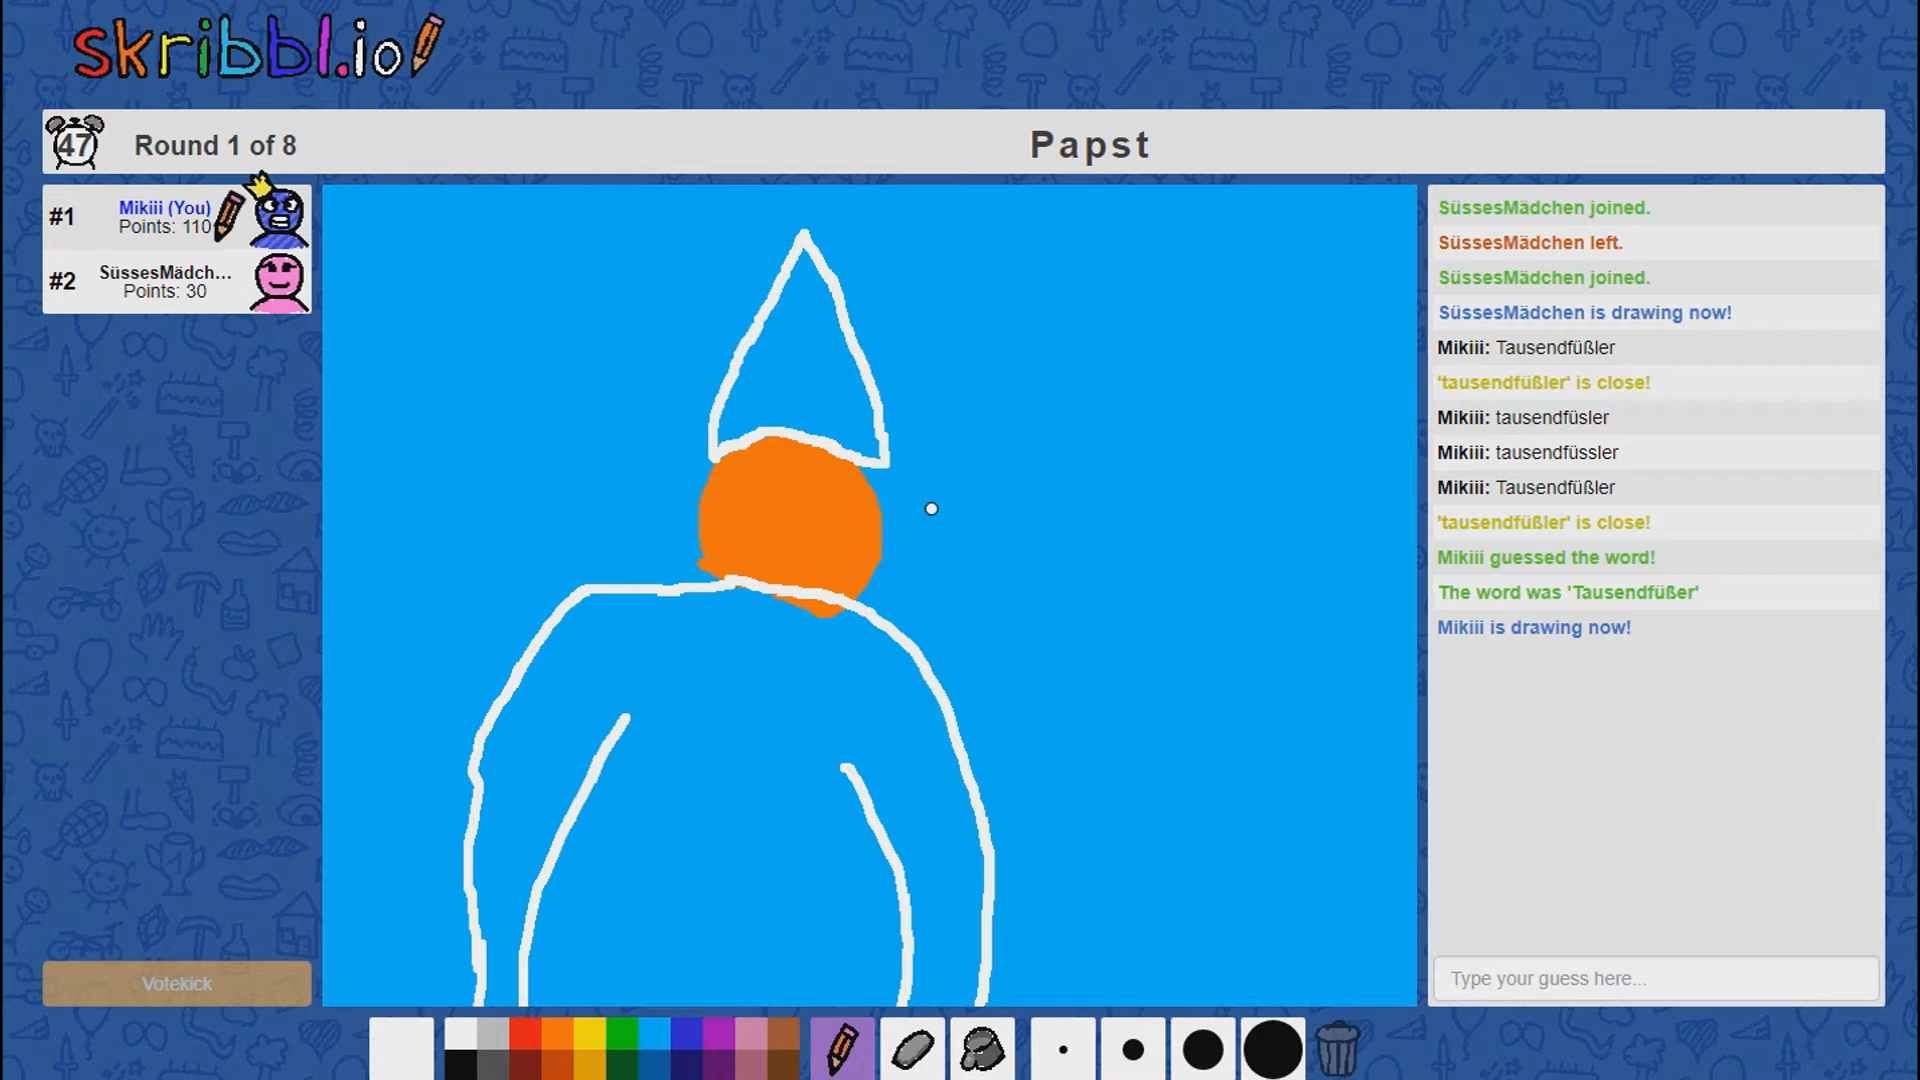 skribbl.io
47
Round 1 of 8
Papst
#1
Mikiii (You)
Points: 110
#2
SüssesMädch...
Points: 30
SüssesMädchen joined.
SüssesMädchen left.
SüssesMädchen joined.
SüssesMädchen is drawing now!
Mikiii: Tausendfüßler
'tausendfüßler' is close!
Mikiii: tausendfüsler
Mikiii: tausendfüssler
Mikiii: Tausendfüßler
'tausendfüßler' is close!
Mikiii guessed the word!
The word was 'Tausendfüßer'
Mikiii is drawing now!
Votekick
Type your guess here...